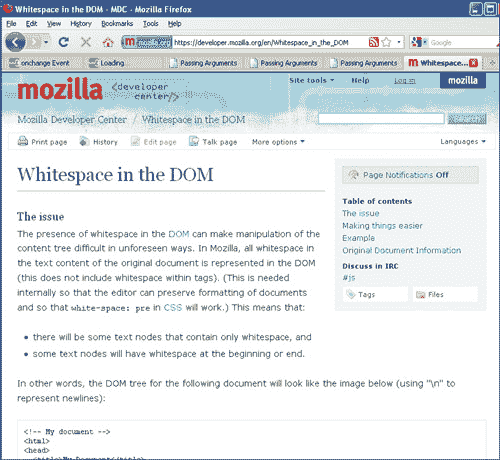 Whitespace in the DOM - MDC - Mozilla Firefox
File Edit View History Bookmarks Tools Help
mozilla.org https://developer.mozilla.org/en/Whitespace_in_the_DOM Google
onchange Event Loading... Passing Arguments Passing Arguments Passing Arguments Whitespace...
mozilla <developer center/> Site tools Help Log in mozilla
Mozilla Developer Center / Whitespace in the DOM
Print page History Edit page Talk page More options Languages
Whitespace in the DOM
Page Notifications Off
Table of contents
The issue
Making things easier
Example
Original Document Information
Discuss in IRC
#js
Tags Files
The issue
The presence of whitespace in the DOM can make manipulation of the
content tree difficult in unforeseen ways. In Mozilla, all whitespace in
the text content of the original document is represented in the DOM
(this does not include whitespace within tags). (This is needed
internally so that the editor can preserve formatting of documents
and so that white-space: pre in CSS will work.) This means that:
• there will be some text nodes that contain only whitespace, and
• some text nodes will have whitespace at the beginning or end.
In other words, the DOM tree for the following document will look like the image below (using "\n" to
represent newlines):
<!-- My document -->
<html>
<head>
<title>My Document</title>